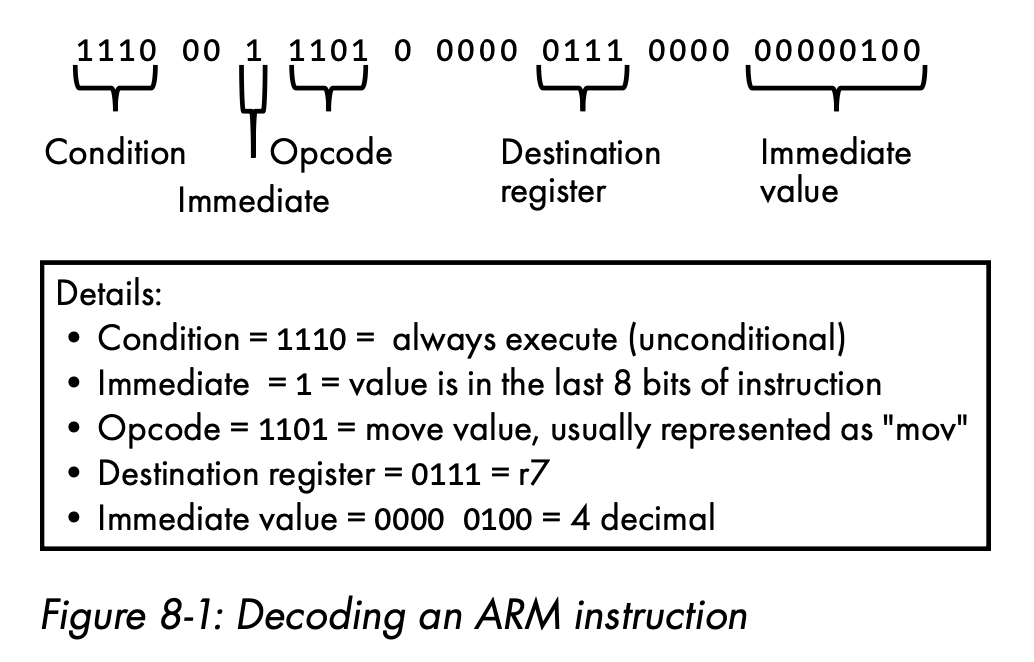 1110 00 1 1101 0 0000 0111 0000 00000100
Condition
Opcode
Destination
register
Immediate
value
Immediate
Details:
• Condition = 1110 = always execute (unconditional)
• Immediate = 1 = value is in the last 8 bits of instruction
• Opcode = 1101 = move value, usually represented as "mov"
• Destination register = 0111 = r7
• Immediate value = 0000 0100 = 4 decimal
Figure 8-1: Decoding an ARM instruction